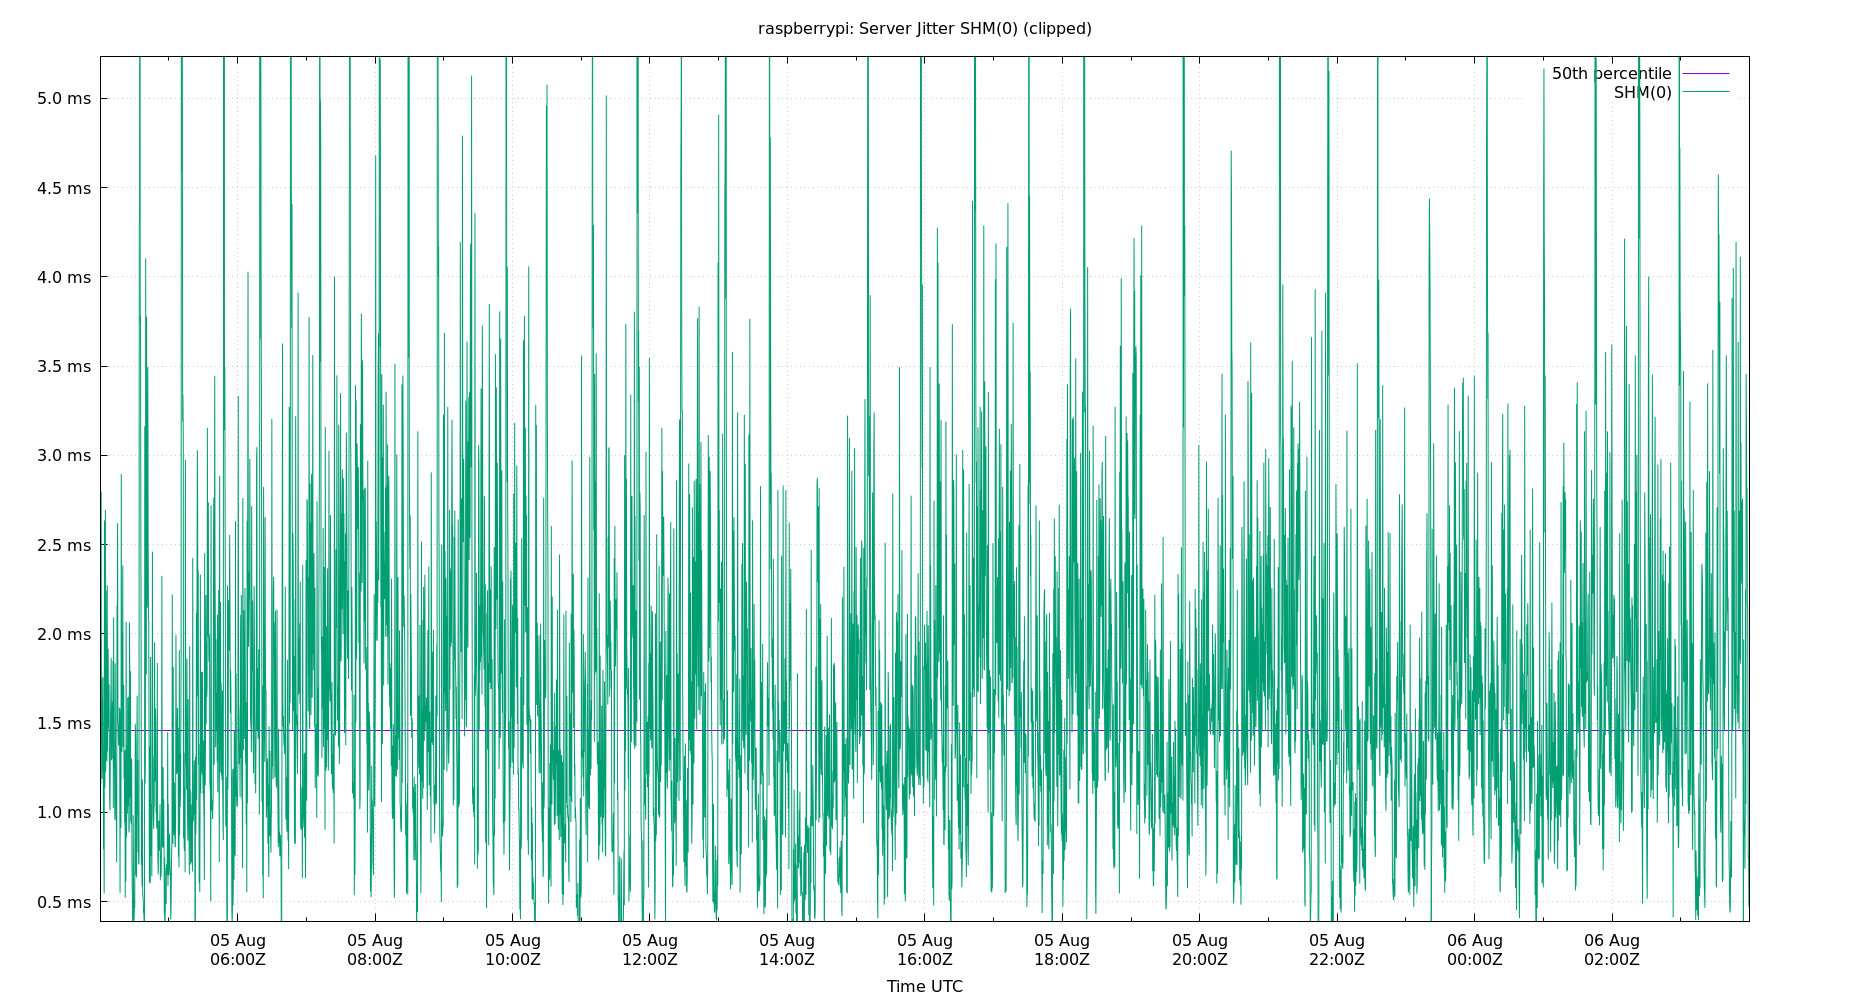 raspberrypi: Server Jitter SHM(0) (clipped)
50th percentile
SHM(0)
5.0 ms
4.5 ms
4.0 ms
3.5 ms
3.0 ms
2.5 ms
2.0 ms
1.5 ms
1.0 ms
0.5 ms
05 Aug 05 Aug 05 Aug 05 Aug 05 Aug 05 Aug 05 Aug 05 Aug 05 Aug 06 Aug 06 Aug
06:00Z 08:00Z 10:00Z 12:00Z 14:00Z 16:00Z 18:00Z 20:00Z 22:00Z 00:00Z 02:00Z
Time UTC